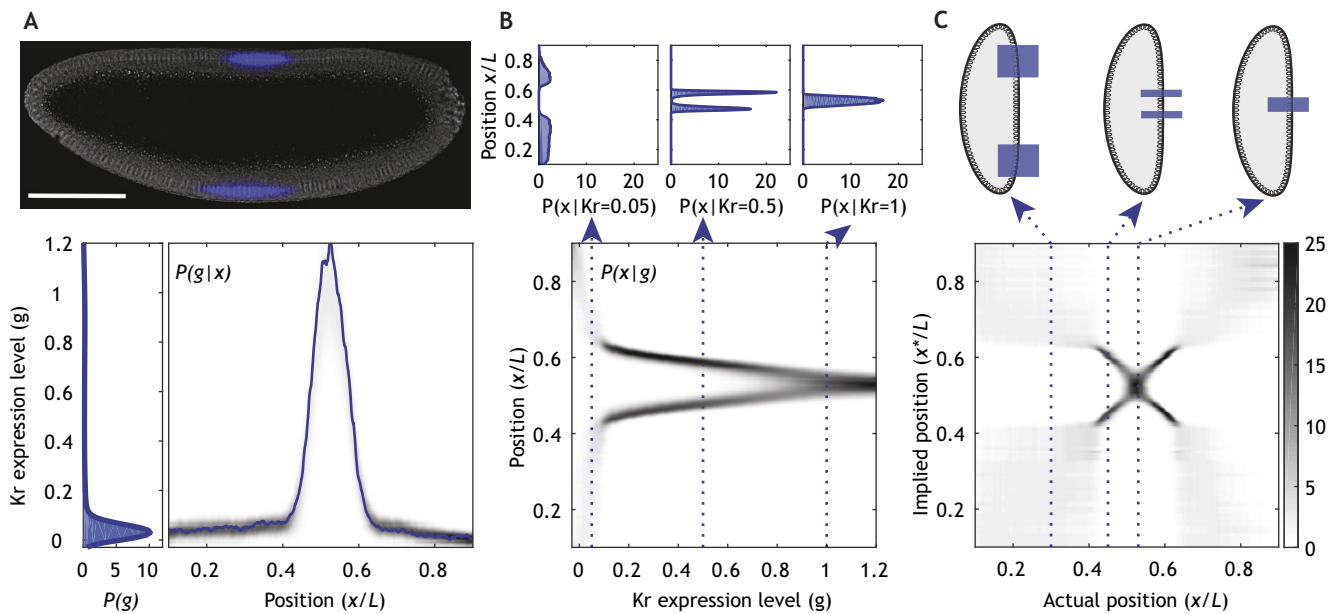 A
B
C
Position x/L
0.8
0.6
0.4
0.2
0 10 20
0 10 20
0 10 20
P(x|Kr=0.05)
P(x|Kr=0.5)
P(x|Kr=1)
Kr expression level (g)
1.2
1
0.8
0.6
0.4
0.2
0
0 5 10
P(g)
P(g|x)
0.2 0.4 0.6 0.8
Position (x/L)
P(x|g)
Position (x/L)
0.8
0.6
0.4
0.2
0 0.2 0.4 0.6 0.8 1 1.2
Kr expression level (g)
Implied position (x*/L)
0.8
0.6
0.4
0.2
0.2 0.4 0.6 0.8
Actual position (x/L)
25
20
15
10
5
0